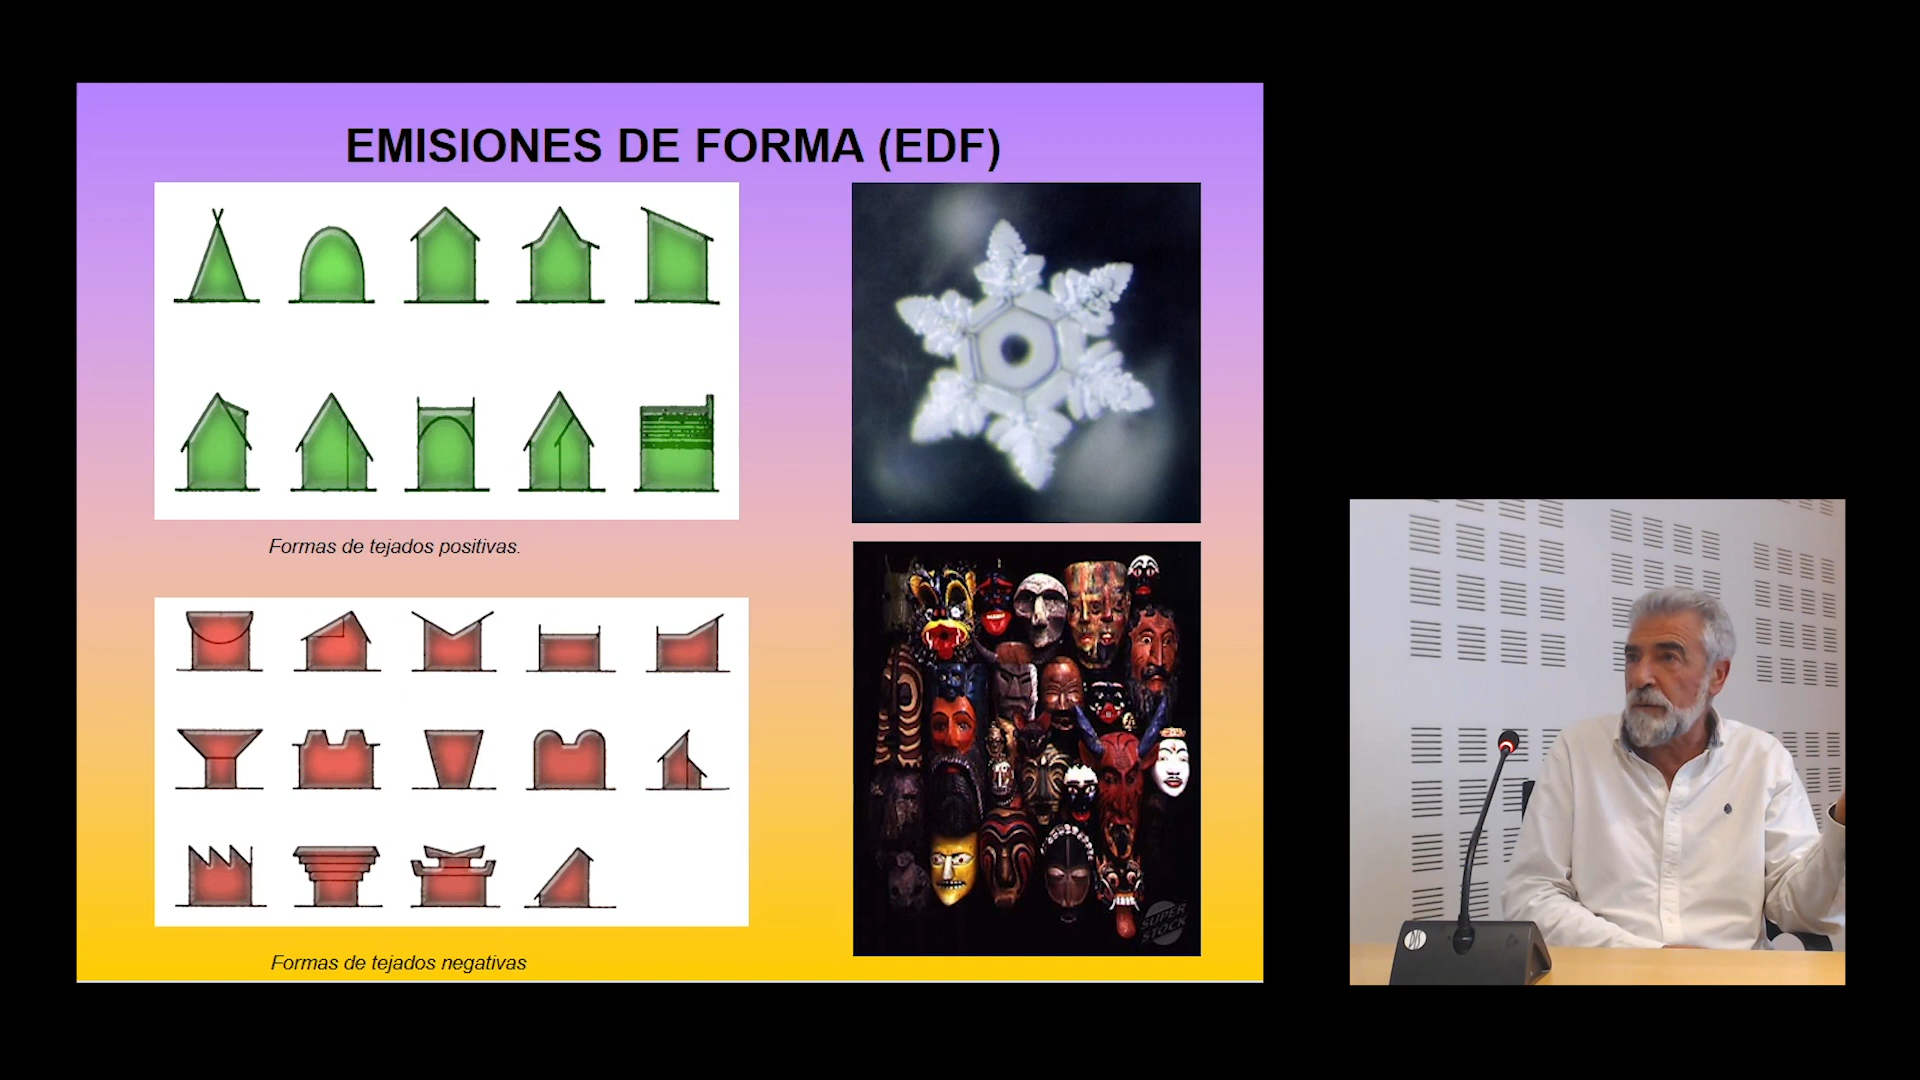 EMISIONES DE FORMA (EDF)
Formas de tejados positivas.
Formas de tejados negativas
SUPER
STOCK